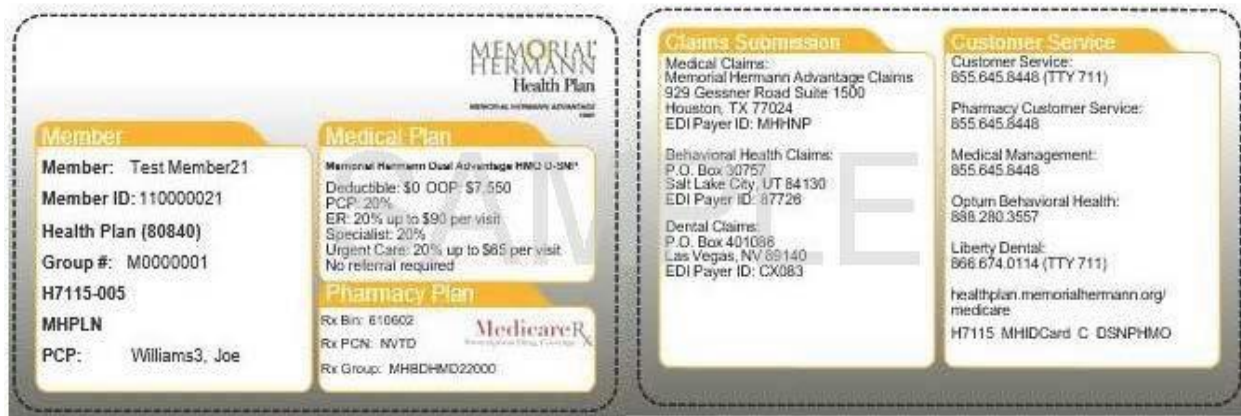 MEMORIAL
HERMANN
Health Plan
MEMORIAL HERMANN ADVANTAGE
Member
Member: Test Member21
Member ID: 110000021
Health Plan (80840)
Group #: M0000001
H7115-005
MHPLN
PCP: Williams3, Joe
Medical Plan
Memorial Hermann Dual Advantage HMO D-SNP
Deductible: $0 OOP: $7,550
PCP: 20%
ER: 20% up to $90 per visit
Specialist: 20%
Urgent Care: 20% up to $65 per visit
No referral required
Pharmacy Plan
Rx Bin: 610602
Rx PCN: NVTD
Rx Group: MHBDHMD22000
MedicareRx
Prescription Drug Coverage
SAMPLE
Claims Submission
Medical Claims:
Memorial Hermann Advantage Claims
929 Gessner Road Suite 1500
Houston, TX 77024
EDI Payer ID: MHHNP
Behavioral Health Claims:
P.O. Box 30757
Salt Lake City, UT 84130
EDI Payer ID: 87726
Dental Claims:
P.O. Box 401086
Las Vegas, NV 89140
EDI Payer ID: CX083
Customer Service
Customer Service:
855.645.8448 (TTY 711)
Pharmacy Customer Service:
855.645.8448
Medical Management:
855.645.8448
Optum Behavioral Health:
888.280.3557
Liberty Dental:
866.674.0114 (TTY 711)
healthplan.memorialhermann.org/
medicare
H7115 MHIDCard C DSNPHMO